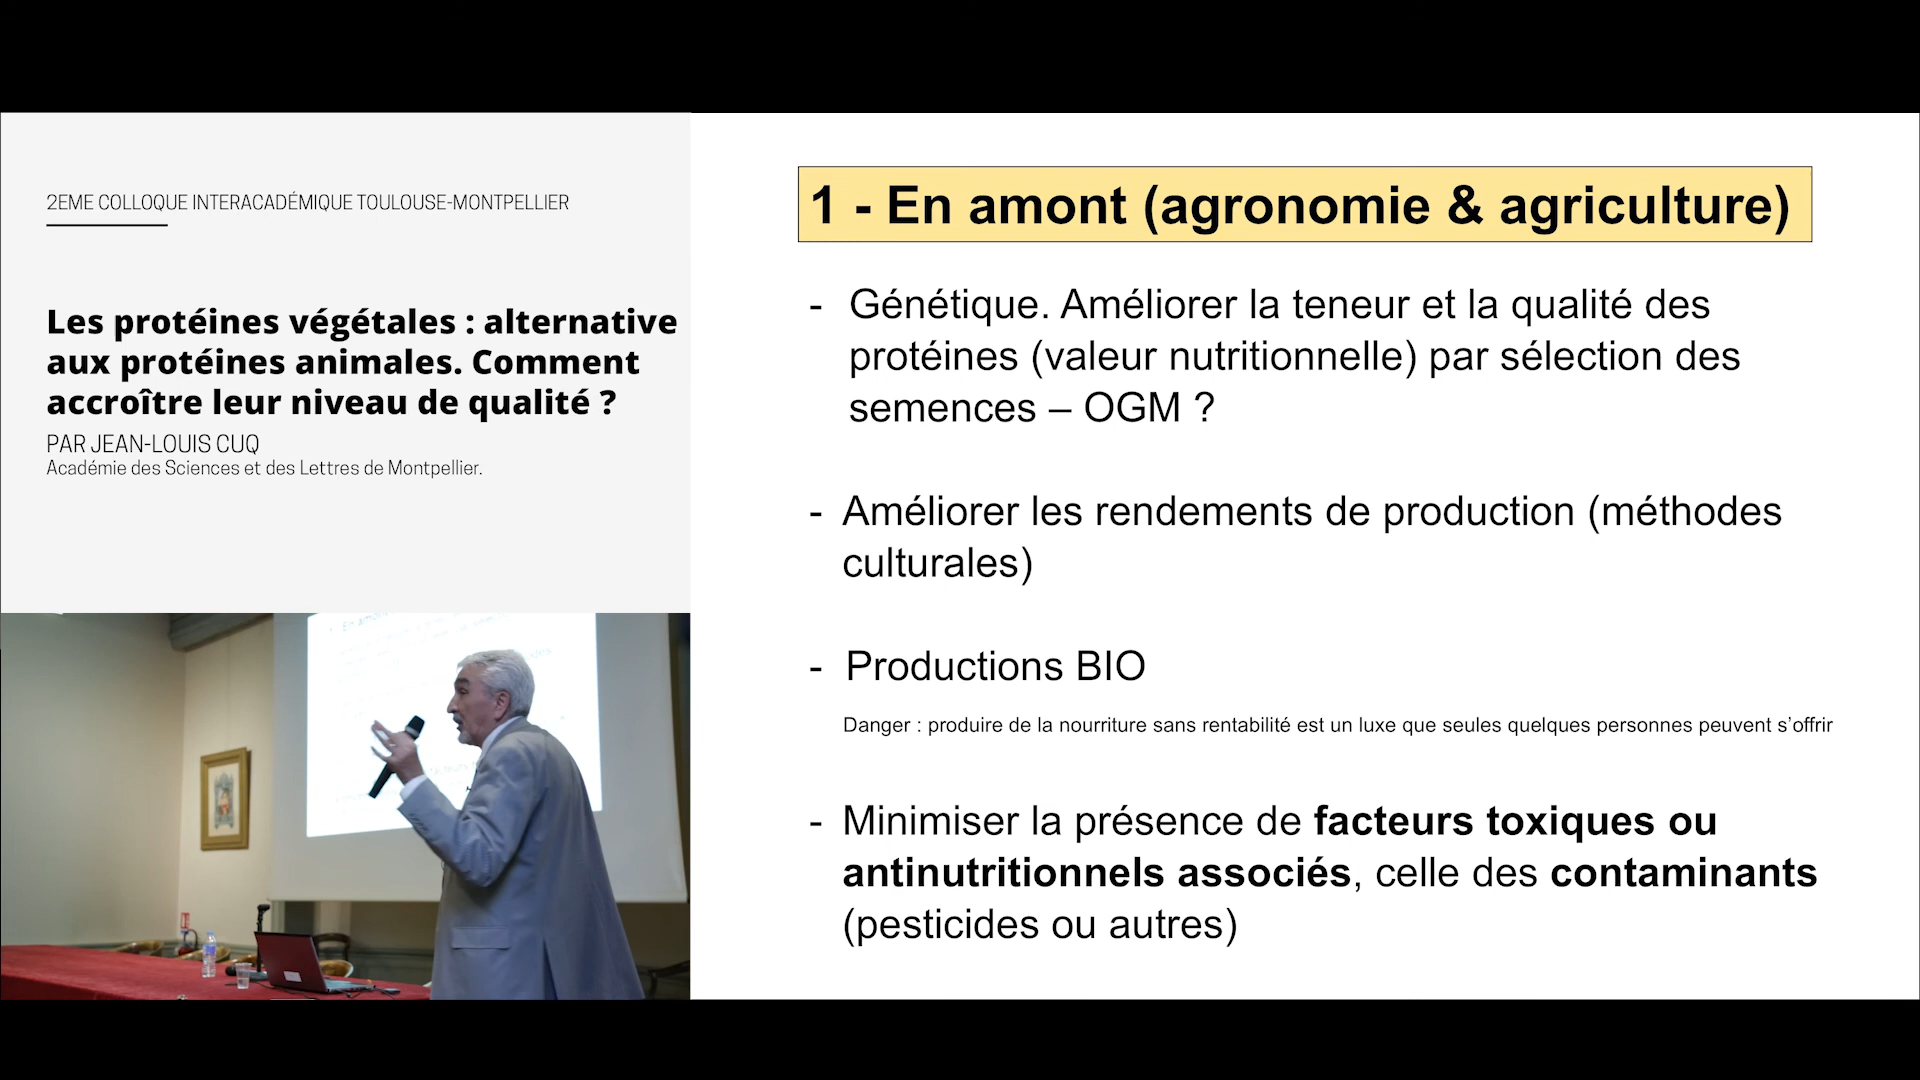 2EME COLLOQUE INTERACADÉMIQUE TOULOUSE-MONTPELLIER
Les protéines végétales : alternative
aux protéines animales. Comment
accroître leur niveau de qualité ?
PAR JEAN-LOUIS CUQ
Académie des Sciences et des Lettres de Montpellier.
1 - En amont (agronomie & agriculture)
- Génétique. Améliorer la teneur et la qualité des
protéines (valeur nutritionnelle) par sélection des
semences – OGM ?
- Améliorer les rendements de production (méthodes
culturales)
- Productions BIO
Danger : produire de la nourriture sans rentabilité est un luxe que seules quelques personnes peuvent s’offrir
- Minimiser la présence de facteurs toxiques ou
antinutritionnels associés, celle des contaminants
(pesticides ou autres)